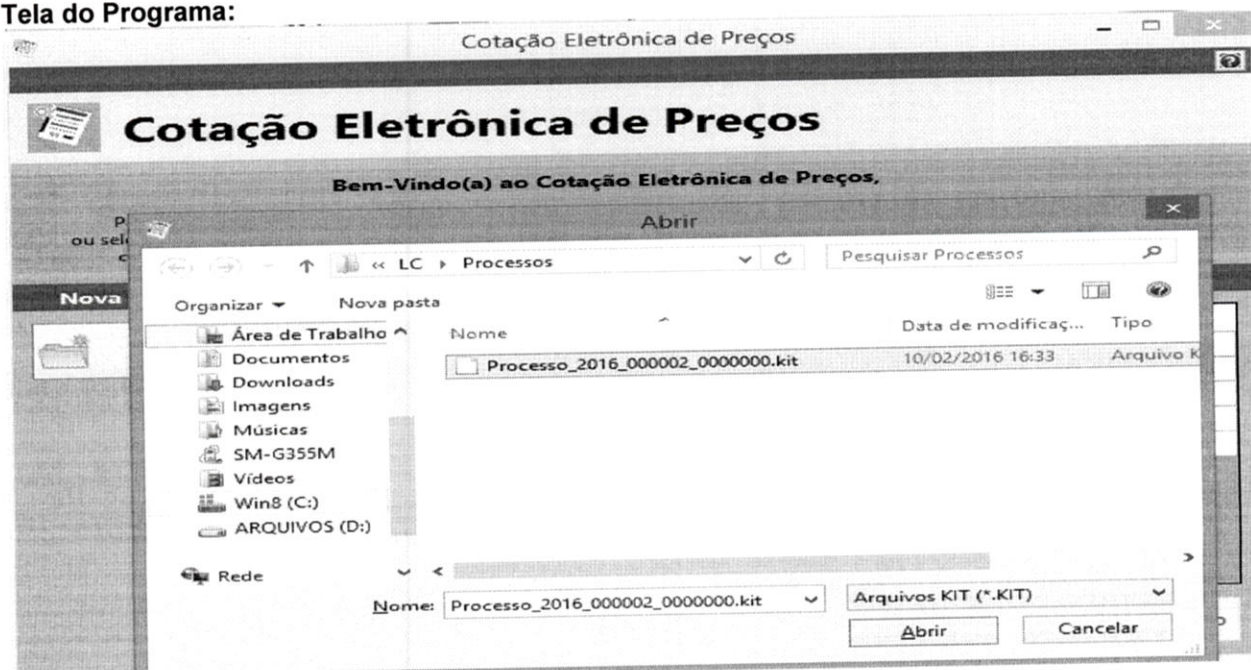 Tela do Programa:
Cotação Eletrônica de Preços
Cotação Eletrônica de Preços
Bem-Vindo(a) ao Cotação Eletrônica de Preços,
P
ou sel
Abrir
« LC Processos
Pesquisar Processos
Nova
Organizar
Nova pasta
Nome
Data de modificaç...
Tipo
Área de Trabalho
Documentos
Downloads
Imagens
Músicas
SM-G355M
Vídeos
Win8 (C:)
ARQUIVOS (D:)
Rede
Processo_2016_000002_0000000.kit
10/02/2016 16:33
Arquivo K
Nome:
Processo_2016_000002_0000000.kit
Arquivos KIT (*.KIT)
Abrir
Cancelar